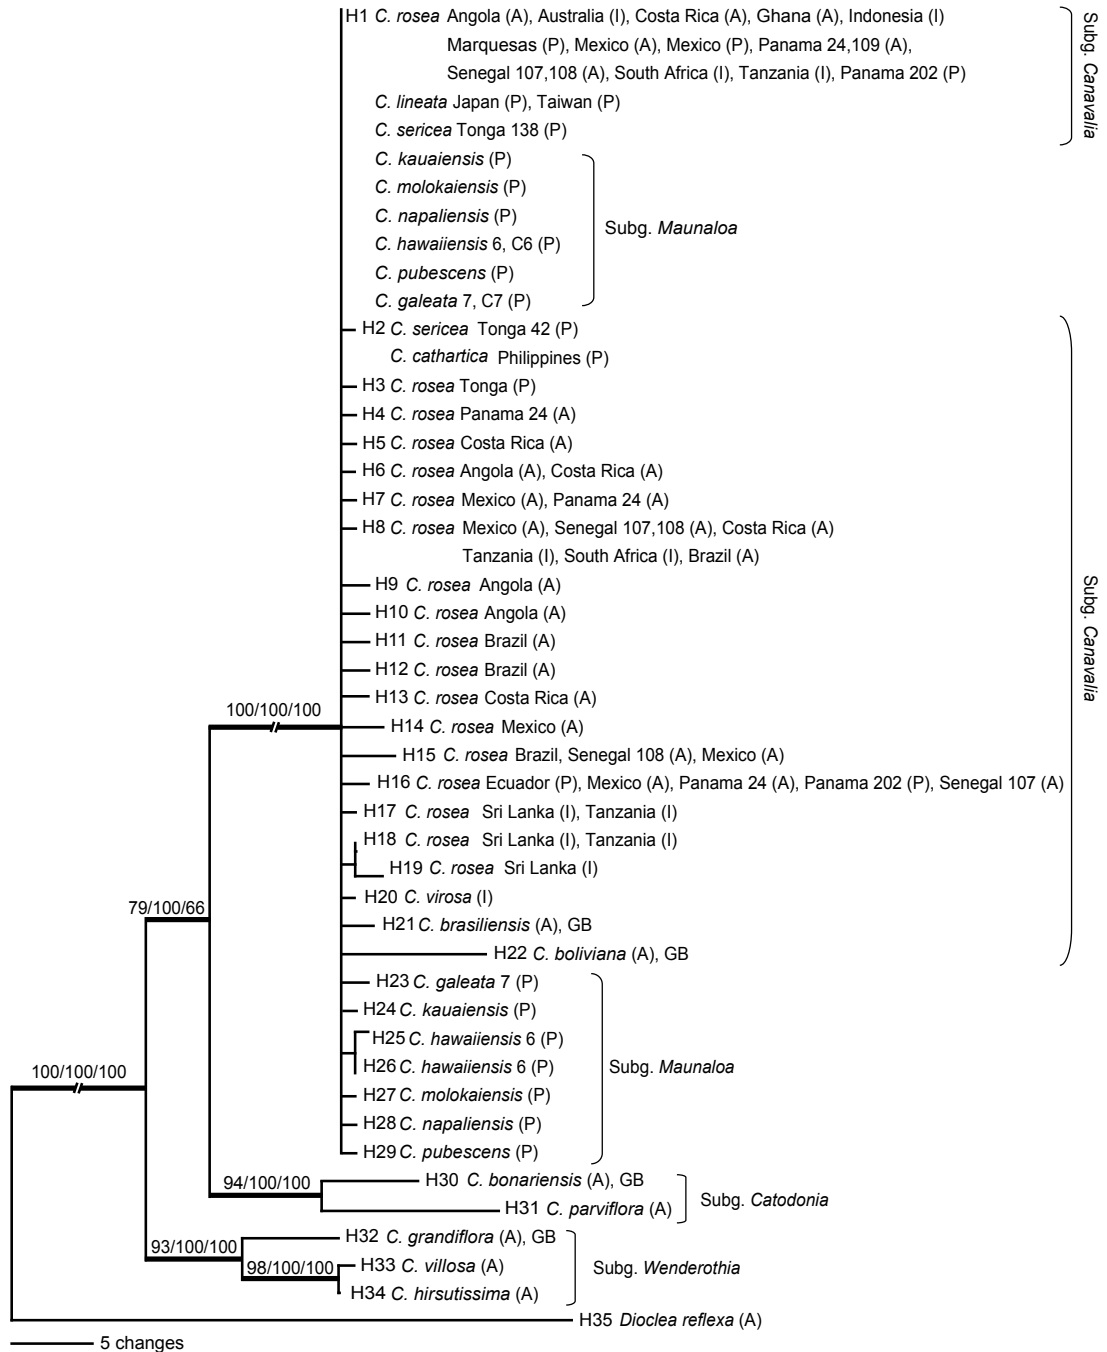 H1 C. rosea Angola (A), Australia (I), Costa Rica (A), Ghana (A), Indonesia (I)
Marquesas (P), Mexico (A), Mexico (P), Panama 24,109 (A),
Senegal 107,108 (A), South Africa (I), Tanzania (I), Panama 202 (P)
C. lineata Japan (P), Taiwan (P)
C. sericea Tonga 138 (P)
Subg. Canavalia
C. kauaiensis (P)
C. molokaiensis (P)
C. napaliensis (P)
C. hawaiiensis 6, C6 (P)
C. pubescens (P)
C. galeata 7, C7 (P)
Subg. Maunaloa
H2 C. sericea Tonga 42 (P)
C. cathartica Philippines (P)
H3 C. rosea Tonga (P)
H4 C. rosea Panama 24 (A)
H5 C. rosea Costa Rica (A)
H6 C. rosea Angola (A), Costa Rica (A)
H7 C. rosea Mexico (A), Panama 24 (A)
H8 C. rosea Mexico (A), Senegal 107,108 (A), Costa Rica (A)
Tanzania (I), South Africa (I), Brazil (A)
H9 C. rosea Angola (A)
H10 C. rosea Angola (A)
H11 C. rosea Brazil (A)
H12 C. rosea Brazil (A)
H13 C. rosea Costa Rica (A)
H14 C. rosea Mexico (A)
H15 C. rosea Brazil, Senegal 108 (A), Mexico (A)
H16 C. rosea Ecuador (P), Mexico (A), Panama 24 (A), Panama 202 (P), Senegal 107 (A)
H17 C. rosea Sri Lanka (I), Tanzania (I)
H18 C. rosea Sri Lanka (I), Tanzania (I)
H19 C. rosea Sri Lanka (I)
H20 C. virosa (I)
H21 C. brasiliensis (A), GB
H22 C. boliviana (A), GB
Subg. Canavalia
H23 C. galeata 7 (P)
H24 C. kauaiensis (P)
H25 C. hawaiiensis 6 (P)
H26 C. hawaiiensis 6 (P)
H27 C. molokaiensis (P)
H28 C. napaliensis (P)
H29 C. pubescens (P)
Subg. Maunaloa
H30 C. bonariensis (A), GB
H31 C. parviflora (A)
Subg. Catodonia
H32 C. grandiflora (A), GB
H33 C. villosa (A)
H34 C. hirsutissima (A)
Subg. Wenderothia
H35 Dioclea reflexa (A)
100/100/100
79/100/66
100/100/100
94/100/100
93/100/100
98/100/100
5 changes